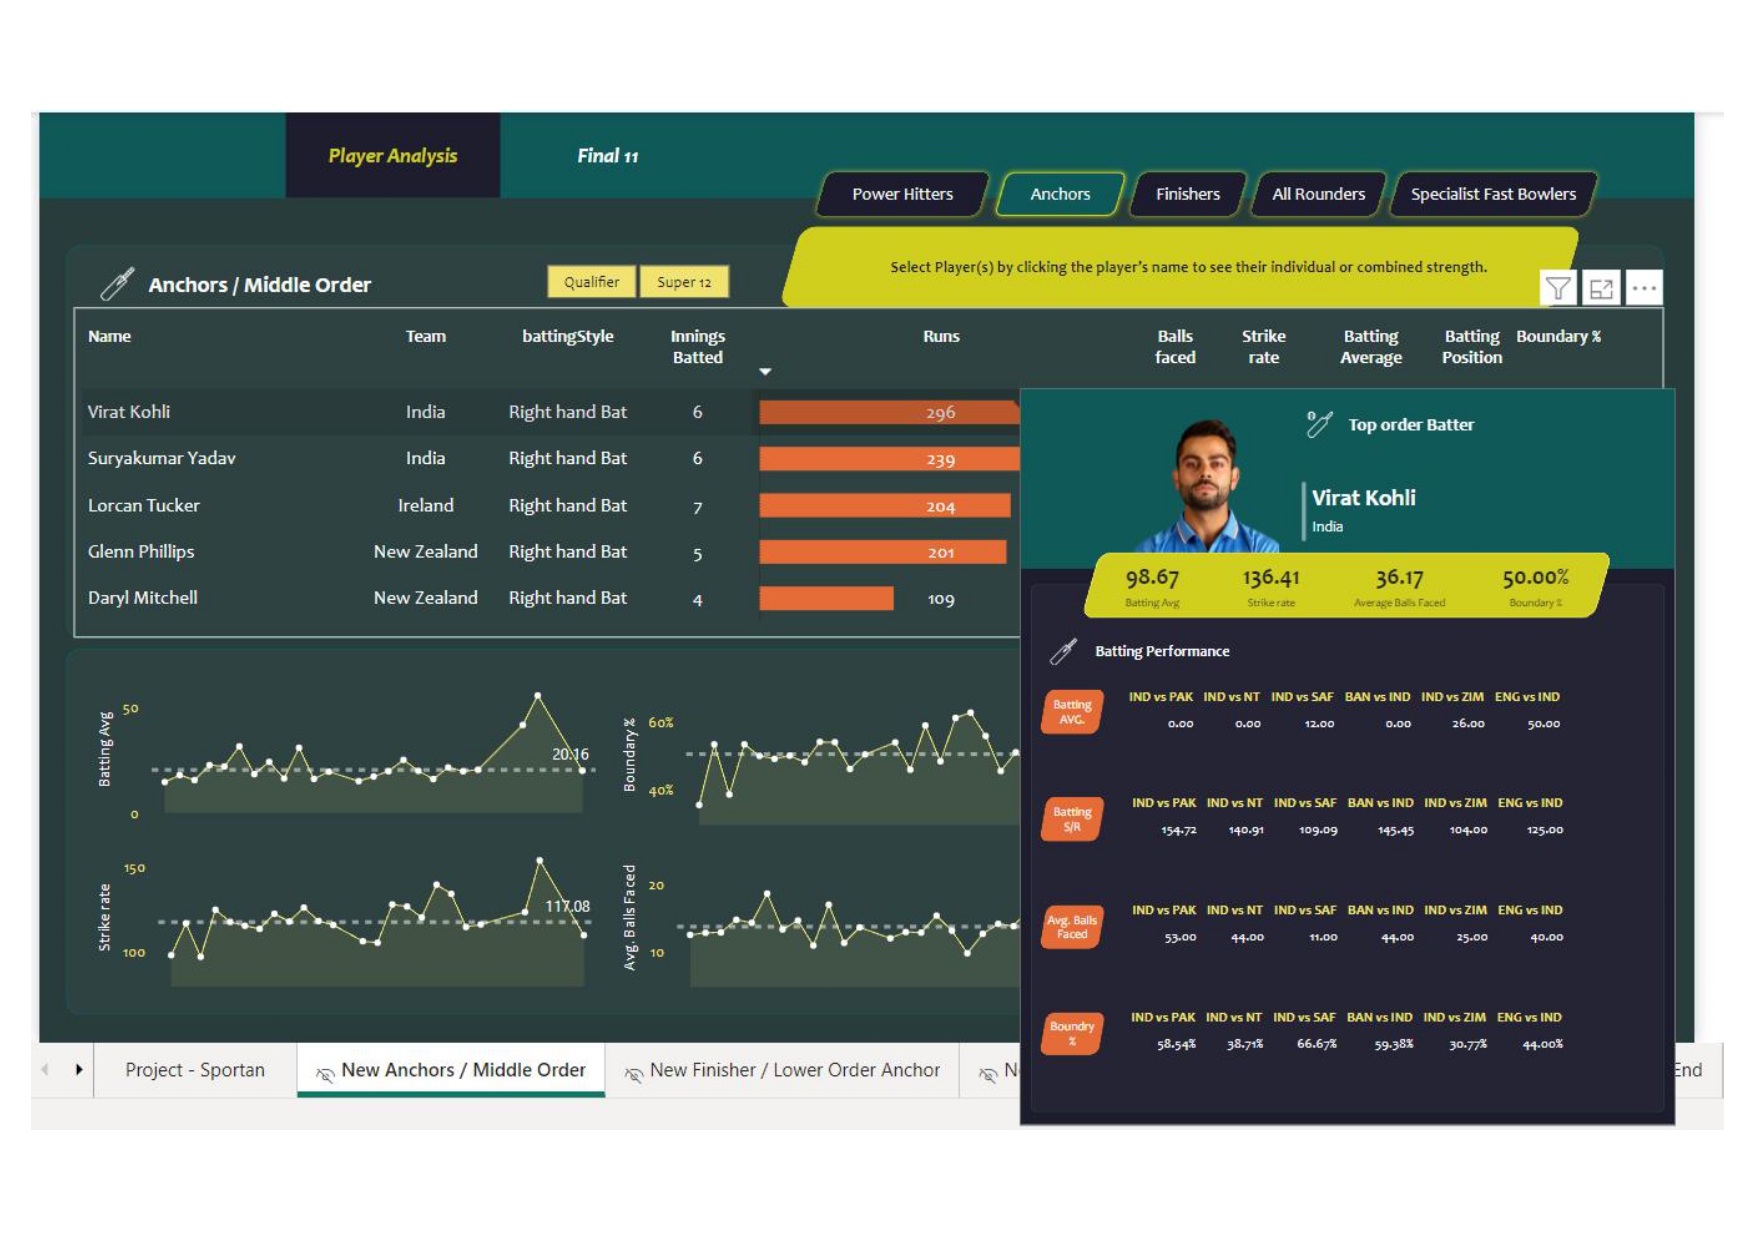 Player Analysis
Final 11
Power Hitters
Anchors
Finishers
All Rounders
Specialist Fast Bowlers
Select Player(s) by clicking the player's name to see their individual or combined strength.
Anchors / Middle Order
Qualifier
Super 12
Name Team battingStyle Innings Batted Runs Balls faced Strike rate Batting Average Batting Position Boundary %
Virat Kohli India Right hand Bat 6 296
Suryakumar Yadav India Right hand Bat 6 239
Lorcan Tucker Ireland Right hand Bat 7 204
Glenn Phillips New Zealand Right hand Bat 5 201
Daryl Mitchell New Zealand Right hand Bat 4 109
Top order Batter
Virat Kohli
India
98.67 136.41 36.17 50.00%
Batting Avg Strike rate Average Balls Faced Boundary %
Batting Performance
Batting AVG.
IND vs PAK IND vs NT IND vs SAF BAN vs IND IND vs ZIM ENG vs IND
0.00 0.00 12.00 0.00 26.00 50.00
Batting S/R
IND vs PAK IND vs NT IND vs SAF BAN vs IND IND vs ZIM ENG vs IND
154.72 140.91 109.09 145.45 104.00 125.00
Avg. Balls Faced
IND vs PAK IND vs NT IND vs SAF BAN vs IND IND vs ZIM ENG vs IND
53.00 44.00 11.00 44.00 25.00 40.00
Boundry %
IND vs PAK IND vs NT IND vs SAF BAN vs IND IND vs ZIM ENG vs IND
58.54% 38.71% 66.67% 59.38% 30.77% 44.00%
Batting Avg
50
0
20.16
Boundary %
60%
40%
Strike rate
150
100
117.08
Avg. Balls Faced
20
10
Project - Sportan
New Anchors / Middle Order
New Finisher / Lower Order Anchor
End